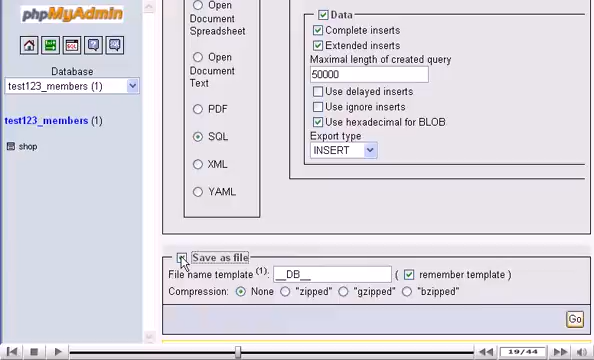 phpMyAdmin
Database
test123_members (1)
test123_members (1)
shop
Open
Document
Spreadsheet
Open
Document
Text
PDF
SQL
XML
YAML
Data
Complete inserts
Extended inserts
Maximal length of created query
50000
Use delayed inserts
Use ignore inserts
Use hexadecimal for BLOB
Export type
INSERT
Save as file
File name template (1): __DB__ ( remember template )
Compression: None "zipped" "gzipped" "bzipped"
Go
19/44